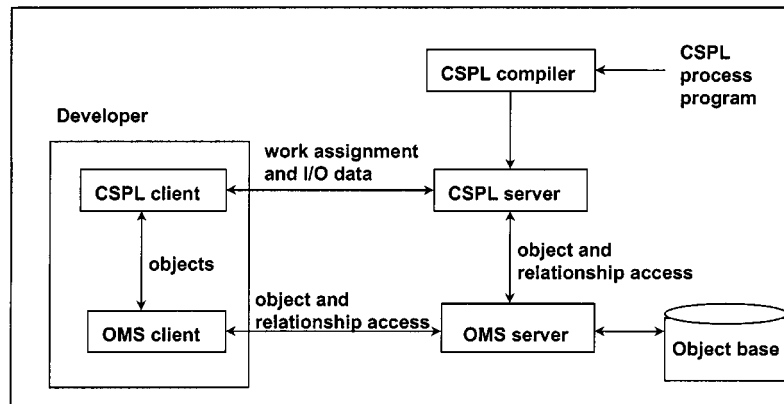 CSPL compiler
CSPL
process
program
Developer
work assignment
and I/O data
CSPL client
CSPL server
objects
object and
relationship access
object and
relationship access
OMS client
OMS server
Object base